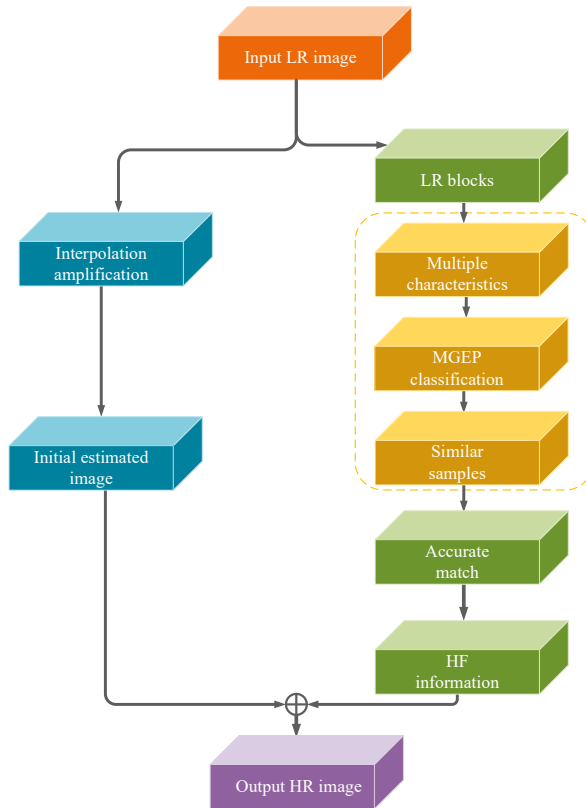 Input LR image
LR blocks
Interpolation
amplification
Multiple
characteristics
MGEP
classification
Initial estimated
image
Similar
samples
Accurate
match
HF
information
Output HR image